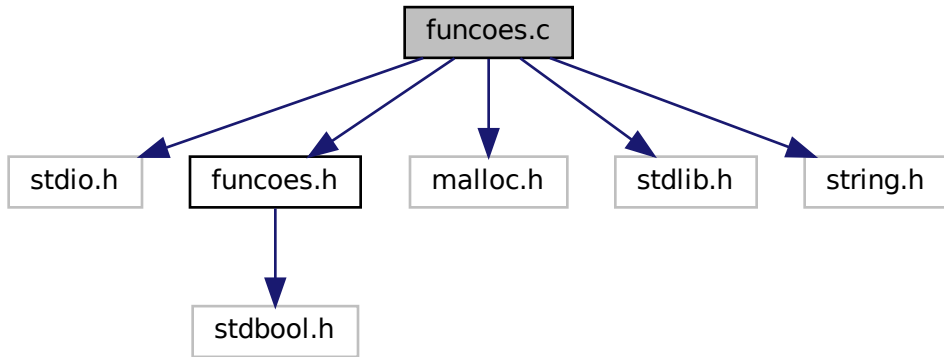 funcoes.c
stdio.h
funcoes.h
malloc.h
stdlib.h
string.h
stdbool.h